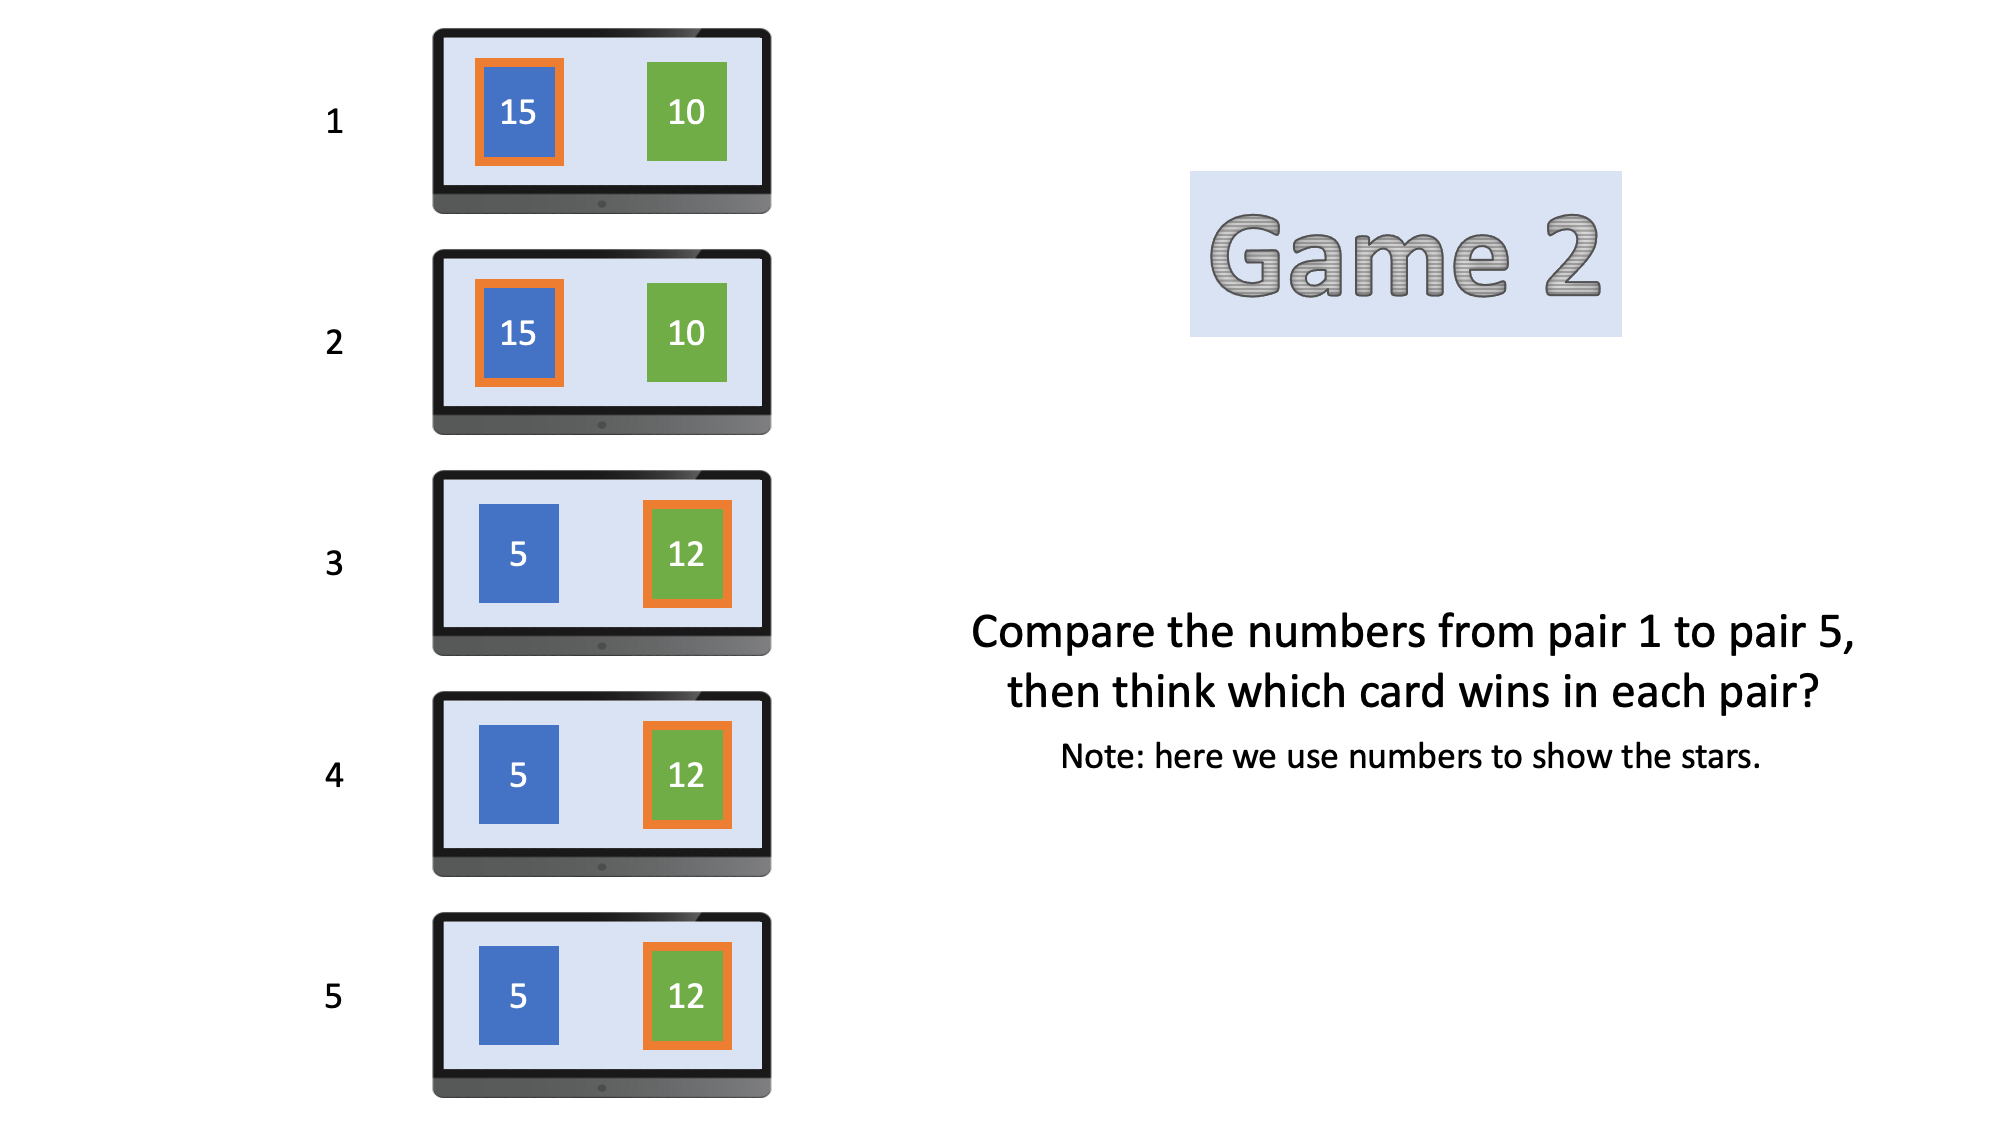 1
15 10
2
15 10
3
5 12
4
5 12
5
5 12
Game 2
Compare the numbers from pair 1 to pair 5,
then think which card wins in each pair?
Note: here we use numbers to show the stars.